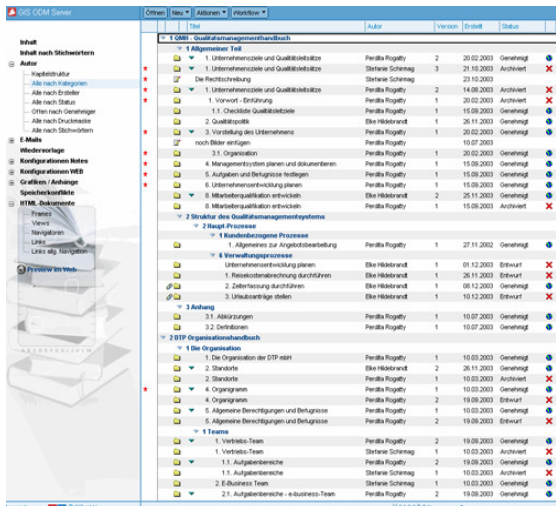 GIS ODM Server
Öffnen Neu Aktionen Workflow
Inhalt
Inhalt nach Stichwörtern
Autor
Kapitelstruktur
Alle nach Kategorien
Alle nach Ersteller
Alle nach Status
Offen nach Genehmiger
Alle nach Druckmaske
Alle nach Stichwörtern
E-Mails
Wiedervorlage
Konfigurationen Notes
Konfigurationen WEB
Grafiken / Anhänge
Speicherkonflikte
HTML-Dokumente
Frames
Views
Navigatoren
Links
Links allg. Navigation
Preview im Web
Titel Autor Version Erstellt Status
1 QMH - Qualitätsmanagementhandbuch
1 Allgemeiner Teil
1. Unternehmensziele und Qualitätsleitsätze Perdita Rogatty 2 20.02.2003 Genehmigt
1. Unternehmensziele und Qualitätsleitsätze Stefanie Schirmag 3 21.10.2003 Archiviert
Die Rechtschreibung Stefanie Schirmag 23.10.2003
1. Unternehmensziele und Qualitätsleitsätze Perdita Rogatty 2 14.08.2003 Archiviert
1. Vorwort - Einführung Perdita Rogatty 1 20.02.2003 Archiviert
1.1. Checkliste Qualitätsleitziele Perdita Rogatty 1 15.09.2003 Genehmigt
2. Qualitätspolitik Elke Hildebrandt 1 26.11.2003 Genehmigt
3. Vorstellung des Unternehmens Perdita Rogatty 1 20.02.2003 Genehmigt
noch Bilder einfügen Perdita Rogatty 10.07.2003
3.1. Organisation Perdita Rogatty 1 20.02.2003 Genehmigt
4. Managementsystem planen und dokumentieren Perdita Rogatty 1 15.09.2003 Genehmigt
5. Aufgaben und Befugnisse festlegen Perdita Rogatty 1 15.09.2003 Genehmigt
6. Unternehmensentwicklung planen Perdita Rogatty 1 15.09.2003 Genehmigt
8. Mitarbeiterqualifikation entwickeln Elke Hildebrandt 2 25.11.2003 Genehmigt
8. Mitarbeiterqualifikation entwickeln Perdita Rogatty 1 15.09.2003 Archiviert
2 Struktur des Qualitätsmanagementsystems
2 Haupt-Prozesse
1 Kundenbezogene Prozesse
1. Allgemeines zur Angebotsbearbeitung Perdita Rogatty 1 27.11.2002 Genehmigt
6 Verwaltungsprozesse
Unternehmensentwicklung planen Elke Hildebrandt 1 01.12.2003 Entwurf
1. Reisekostenabrechnung durchführen Elke Hildebrandt 1 26.11.2003 Entwurf
2. Zeiterfassung durchführen Elke Hildebrandt 1 08.12.2003 Genehmigt
3. Urlaubsanträge stellen Elke Hildebrandt 1 10.12.2003 Entwurf
3 Anhang
3.1. Abkürzungen Perdita Rogatty 1 10.07.2003 Genehmigt
3.2. Definitionen Perdita Rogatty 1 10.07.2003 Genehmigt
2 DTP Organisationshandbuch
1 Die Organisation
1. Die Organisation der DTP mbH Perdita Rogatty 1 10.03.2003 Genehmigt
2. Standorte Elke Hildebrandt 2 26.11.2003 Genehmigt
2. Standorte Perdita Rogatty 1 10.03.2003 Archiviert
4. Organigramm Perdita Rogatty 1 10.03.2003 Genehmigt
4. Organigramm Perdita Rogatty 2 19.09.2003 Entwurf
5. Allgemeine Berechtigungen und Befugnisse Perdita Rogatty 1 10.03.2003 Genehmigt
5. Allgemeine Berechtigungen und Befugnisse Perdita Rogatty 2 19.09.2003 Entwurf
1 Teams
1. Vertriebs-Team Perdita Rogatty 2 19.09.2003 Genehmigt
1. Vertriebs-Team Stefanie Schirmag 1 10.03.2003 Archiviert
1.1. Aufgabenbereiche Perdita Rogatty 2 19.09.2003 Genehmigt
1.1. Aufgabenbereiche Stefanie Schirmag 1 10.03.2003 Archiviert
2. E-Business Team Stefanie Schirmag 1 10.03.2003 Genehmigt
2.1. Aufgabenbereiche - e-business-Team Perdita Rogatty 2 19.09.2003 Genehmigt